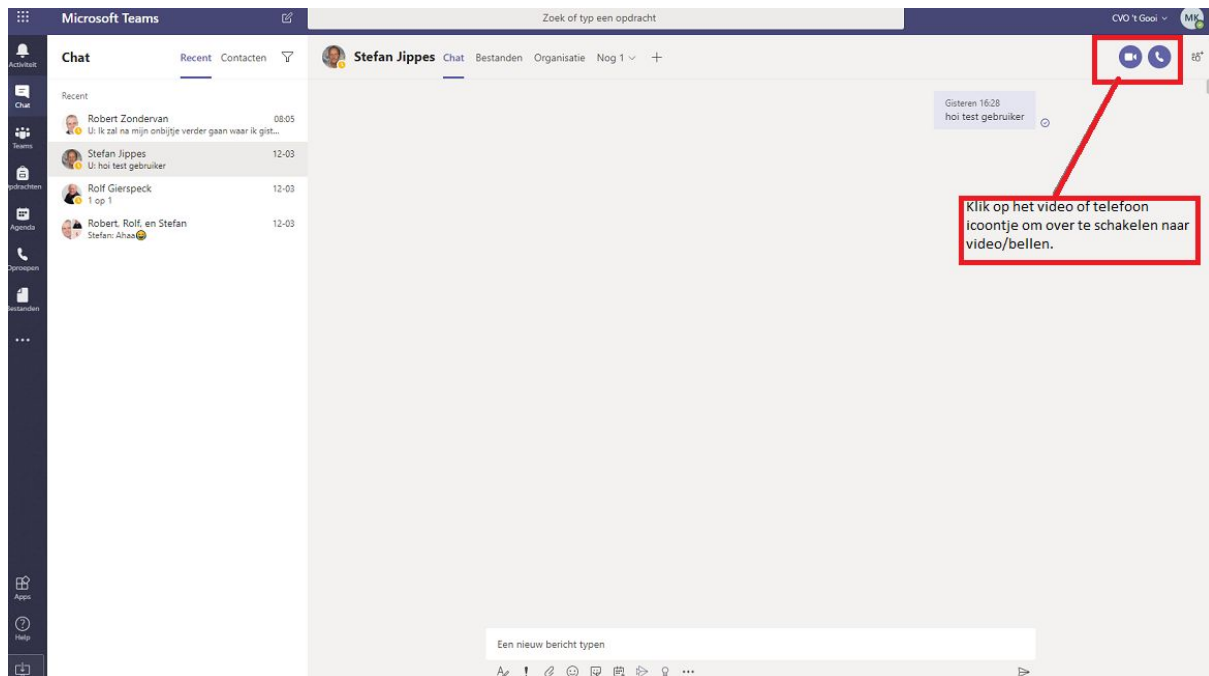 Microsoft Teams
Zoek of typ een opdracht
CVO 't Gooi
MK
Activiteit
Chat
Teams
Opdrachten
Agenda
Oproepen
Bestanden
Apps
Help
Chat
Recent Contacten
Recent
Robert Zondervan 08:05
U: Ik zal na mijn onbijtje verder gaan waar ik gist...
Stefan Jippes 12-03
U: hoi test gebruiker
Rolf Gierspeck 12-03
1 op 1
Robert, Rolf, en Stefan 12-03
Stefan: Ahaa😂
Stefan Jippes Chat Bestanden Organisatie Nog 1
Gisteren 16:28
hoi test gebruiker
Klik op het video of telefoon
icoontje om over te schakelen naar
video/bellen.
Een nieuw bericht typen